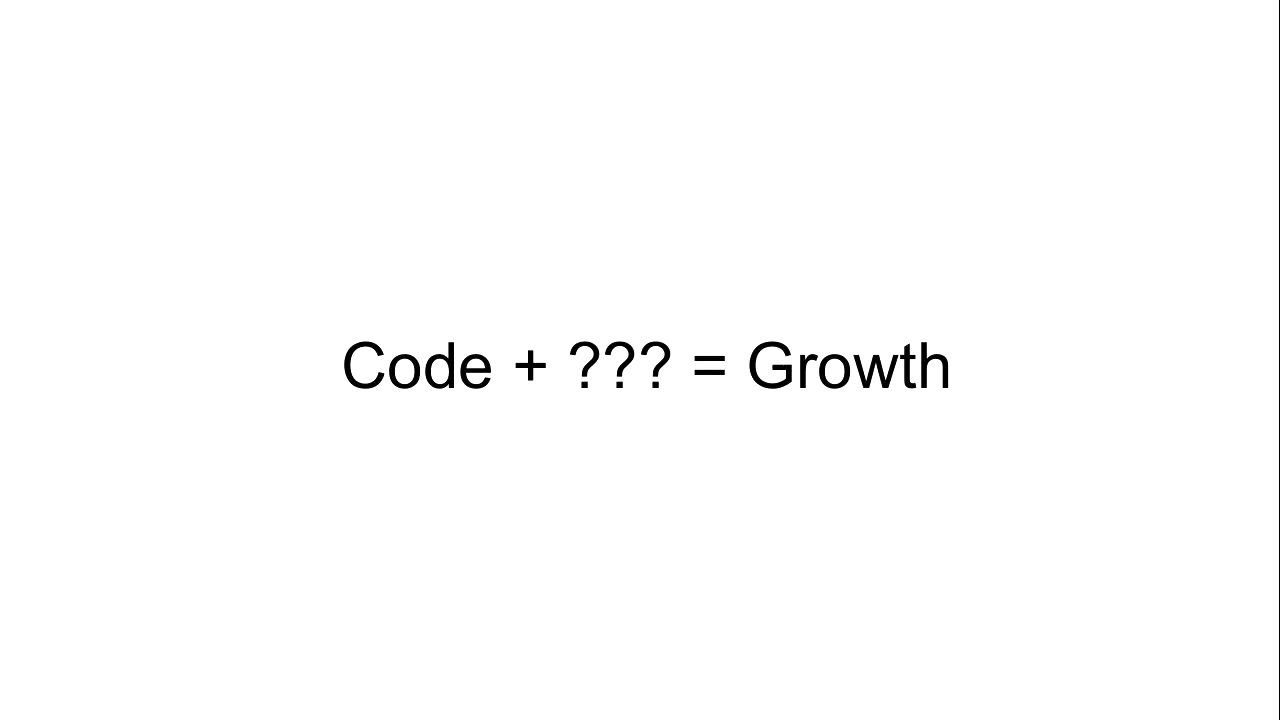 Code + ??? = Growth